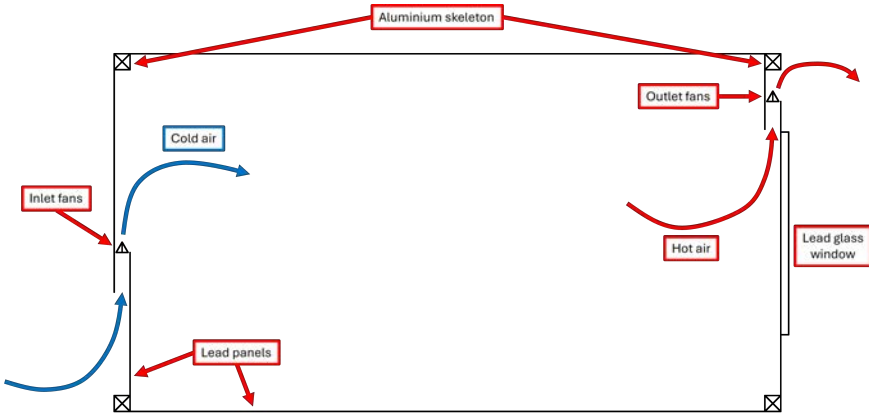 Aluminium skeleton
Outlet fans
Cold air
Inlet fans
Hot air
Lead glass
window
Lead panels